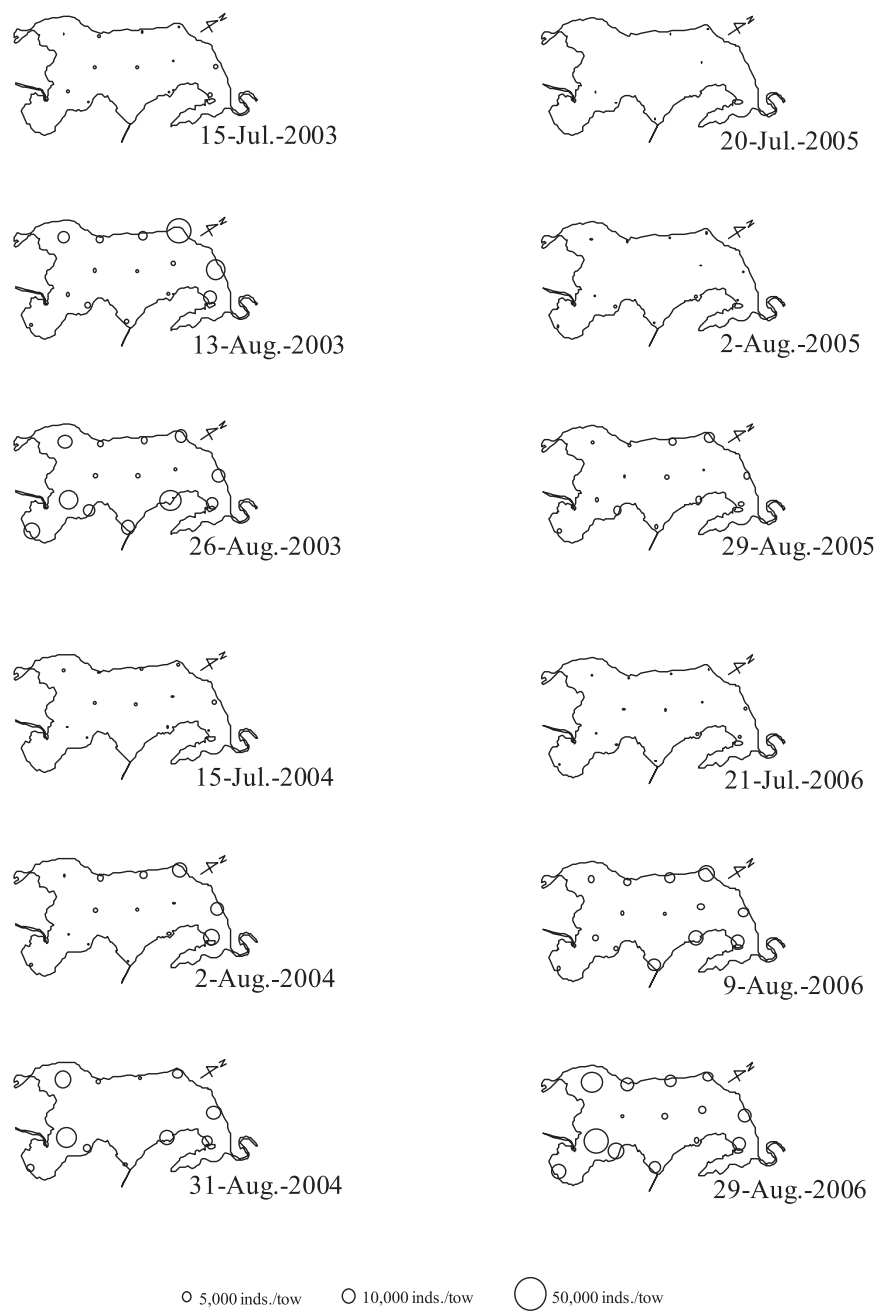 N
N
15-Jul.-2003
20-Jul.-2005
N
N
13-Aug.-2003
2-Aug.-2005
N
N
26-Aug.-2003
29-Aug.-2005
N
N
15-Jul.-2004
21-Jul.-2006
N
N
2-Aug.-2004
9-Aug.-2006
N
N
31-Aug.-2004
29-Aug.-2006
5,000 inds./tow
10,000 inds./tow
50,000 inds./tow